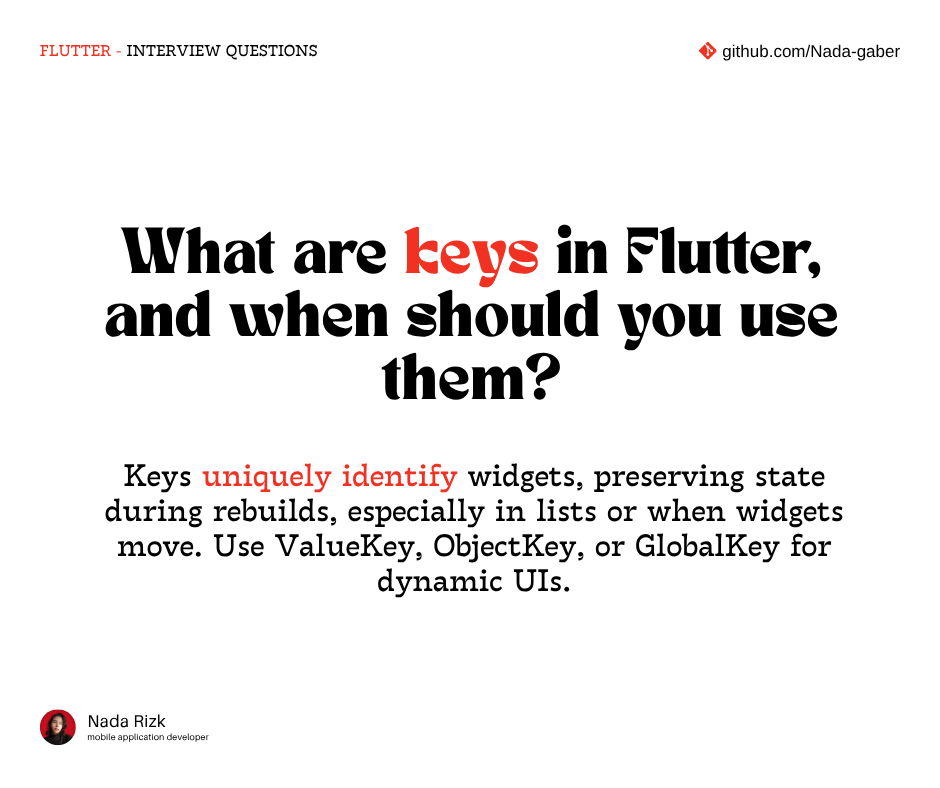 FLUTTER - INTERVIEW QUESTIONS
github.com/Nada-gaber
What are keys in Flutter,
and when should you use
them?
Keys uniquely identify widgets, preserving state
during rebuilds, especially in lists or when widgets
move. Use ValueKey, ObjectKey, or GlobalKey for
dynamic UIs.
Nada Rizk
mobile application developer